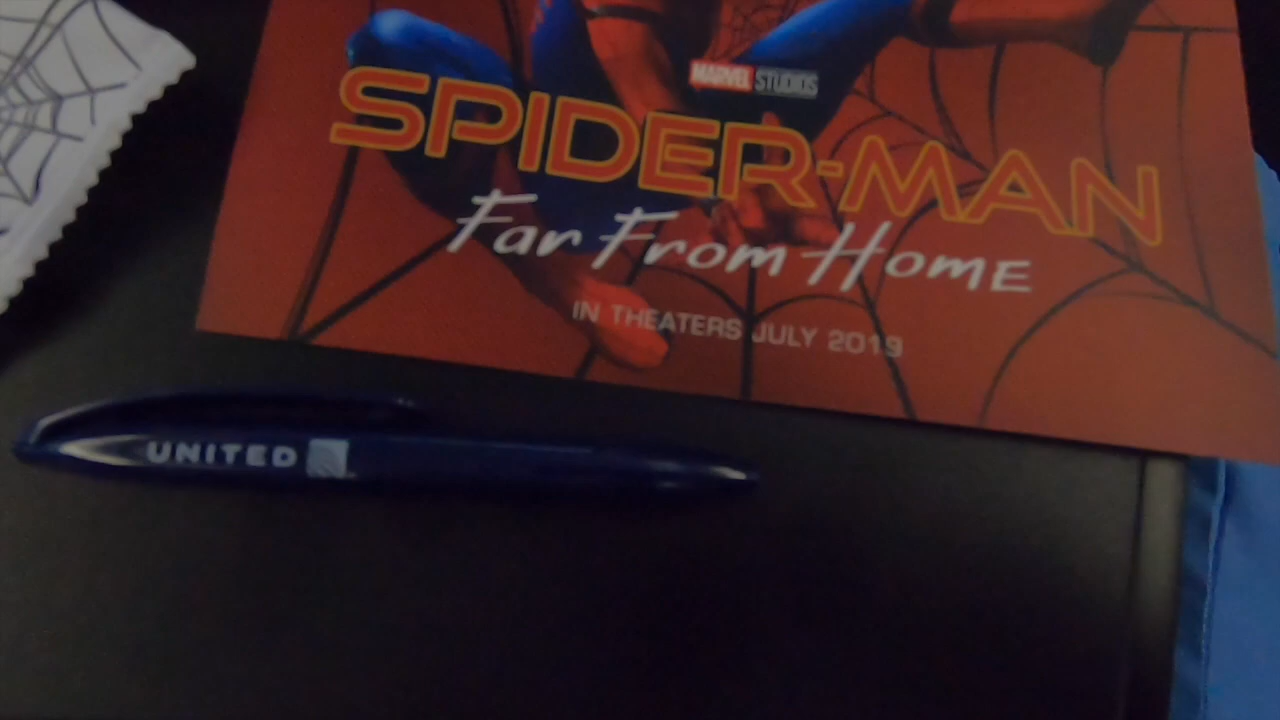 MARVEL STUDIOS
SPIDER-MAN
Far From Home
IN THEATERS JULY 2019
UNITED